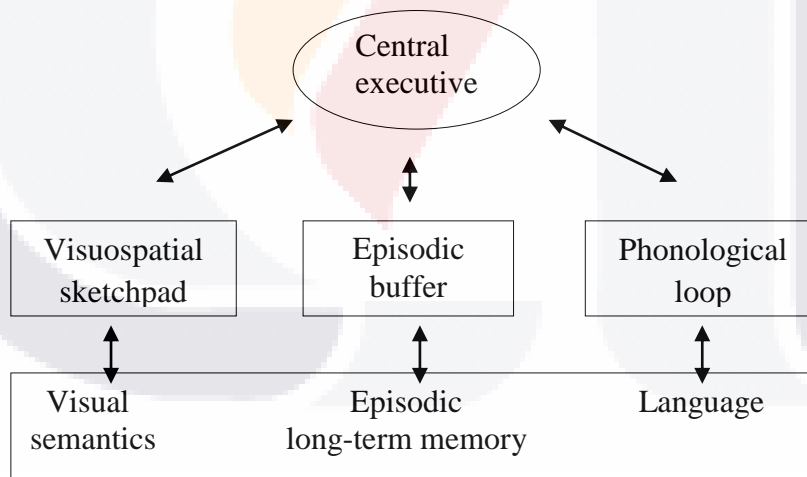 Central
executive
Visuospatial
sketchpad
Episodic
buffer
Phonological
loop
Visual
semantics
Episodic
long-term memory
Language